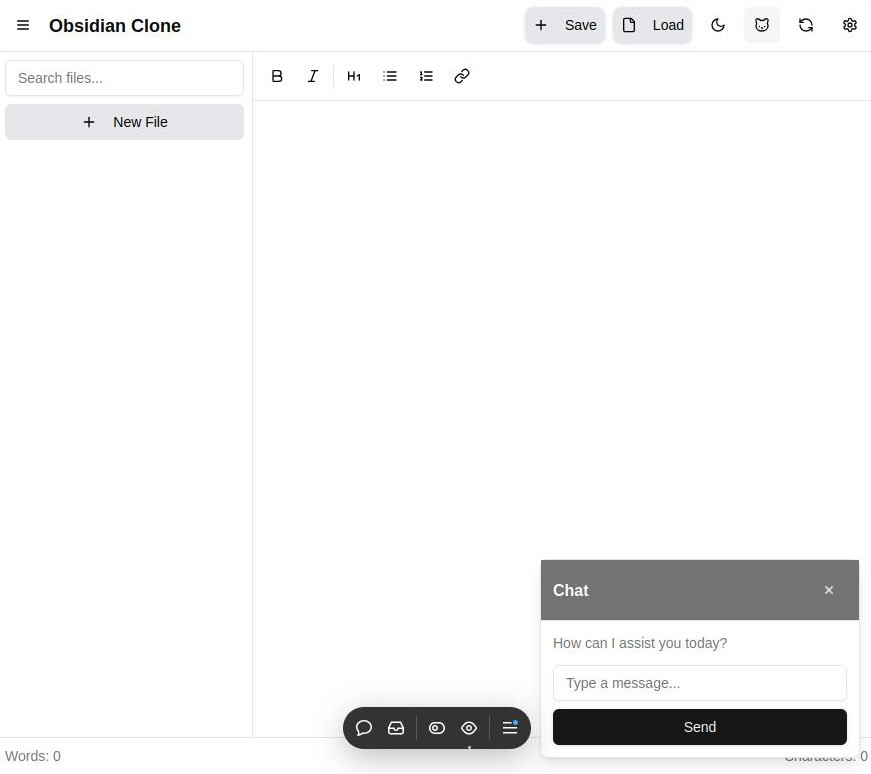 Obsidian Clone
Save
Load
Search files...
New File
Chat
How can I assist you today?
Type a message...
Send
Words: 0
Characters: 0